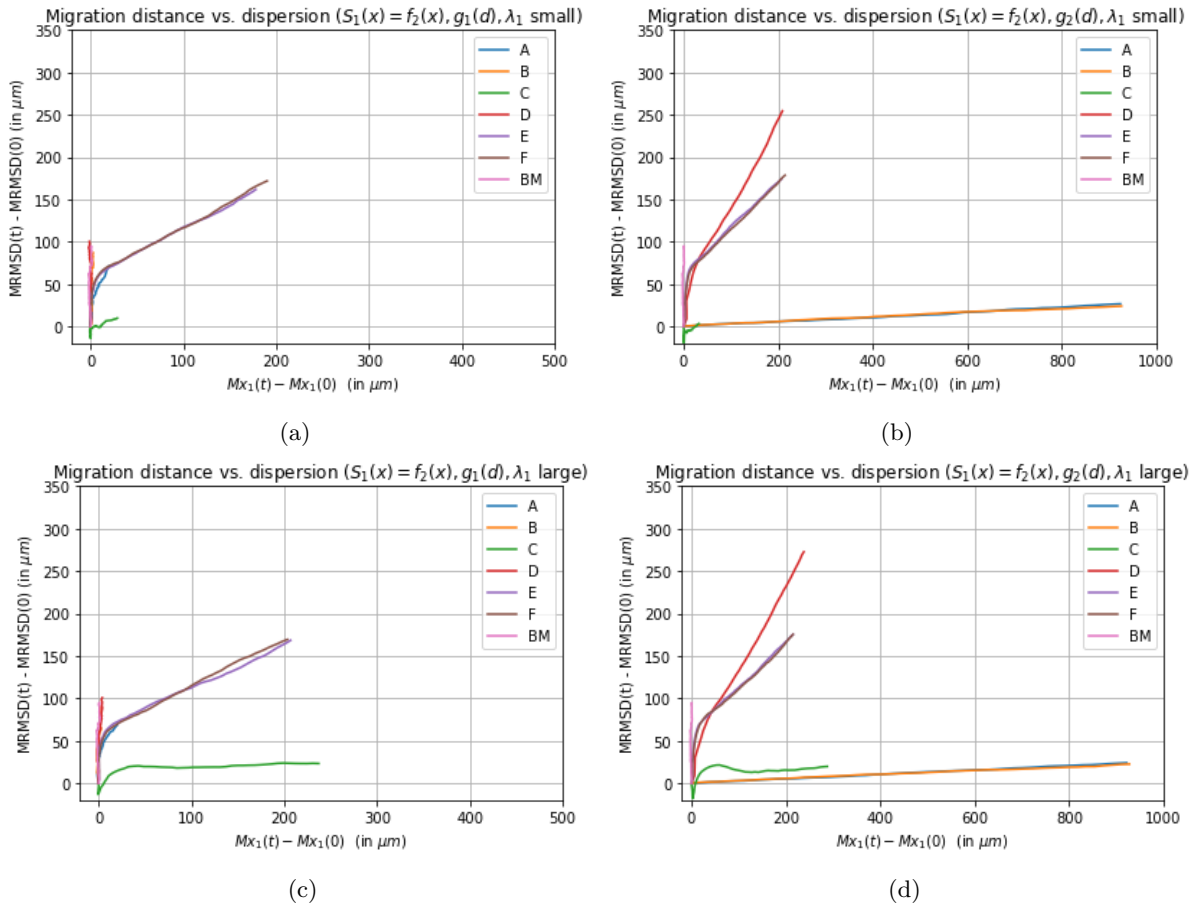 Migration distance vs. dispersion (S₁(x) = f₂(x), g₁(d), λ₁ small)
MRMSD(t) - MRMSD(0) (in μm)
350
300
250
200
150
100
50
0
A
B
C
D
E
F
BM
0 100 200 300 400 500
Mx₁(t) − Mx₁(0) (in μm)
(a)
Migration distance vs. dispersion (S₁(x) = f₂(x), g₂(d), λ₁ small)
MRMSD(t) - MRMSD(0) (in μm)
350
300
250
200
150
100
50
0
A
B
C
D
E
F
BM
0 200 400 600 800 1000
Mx₁(t) − Mx₁(0) (in μm)
(b)
Migration distance vs. dispersion (S₁(x) = f₂(x), g₁(d), λ₁ large)
MRMSD(t) - MRMSD(0) (in μm)
350
300
250
200
150
100
50
0
A
B
C
D
E
F
BM
0 100 200 300 400 500
Mx₁(t) − Mx₁(0) (in μm)
(c)
Migration distance vs. dispersion (S₁(x) = f₂(x), g₂(d), λ₁ large)
MRMSD(t) - MRMSD(0) (in μm)
350
300
250
200
150
100
50
0
A
B
C
D
E
F
BM
0 200 400 600 800 1000
Mx₁(t) − Mx₁(0) (in μm)
(d)